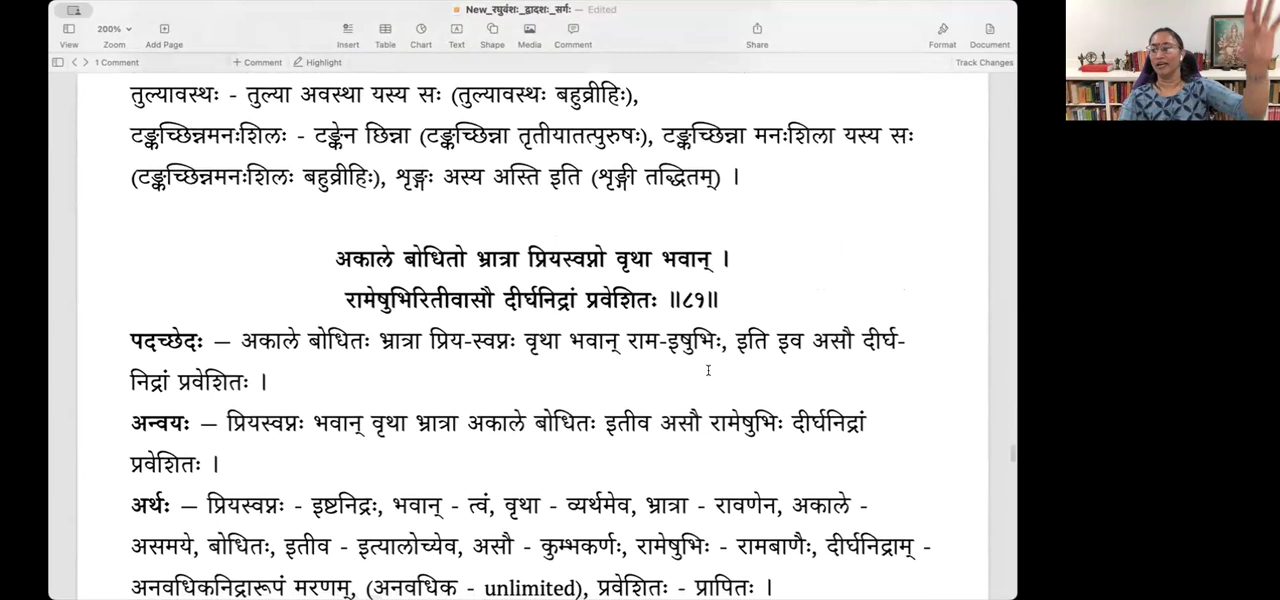 New_रघुवंशः_द्वादशः_सर्गः — Edited
200%
View Zoom Add Page Insert Table Chart Text Shape Media Comment Share Format Document
1 Comment + Comment Highlight Track Changes
तुल्यावस्थः - तुल्या अवस्था यस्य सः (तुल्यावस्थः बहुव्रीहिः),
टङ्कच्छिन्नमनःशिलः - टङ्केन छिन्ना (टङ्कच्छिन्ना तृतीयातत्पुरुषः), टङ्कच्छिन्ना मनःशिला यस्य सः
(टङ्कच्छिन्नमनःशिलः बहुव्रीहिः), शृङ्गः अस्य अस्ति इति (शृङ्गी तद्धितम्) ।
अकाले बोधितो भ्रात्रा प्रियस्वप्नो वृथा भवान् ।
रामेषुभिरितीवासौ दीर्घनिद्रां प्रवेशितः ॥८१॥
पदच्छेदः — अकाले बोधितः भ्रात्रा प्रिय-स्वप्नः वृथा भवान् राम-इषुभिः, इति इव असौ दीर्घ-
निद्रां प्रवेशितः ।
अन्वयः — प्रियस्वप्नः भवान् वृथा भ्रात्रा अकाले बोधितः इतीव असौ रामेषुभिः दीर्घनिद्रां
प्रवेशितः ।
अर्थः — प्रियस्वप्नः - इष्टनिद्रः, भवान् - त्वं, वृथा - व्यर्थमेव, भ्रात्रा - रावणेन, अकाले -
असमये, बोधितः, इतीव - इत्यालोच्येव, असौ - कुम्भकर्णः, रामेषुभिः - रामबाणैः, दीर्घनिद्राम् -
अनवधिकनिद्रारूपं मरणम्, (अनवधिक - unlimited), प्रवेशितः - प्रापितः ।